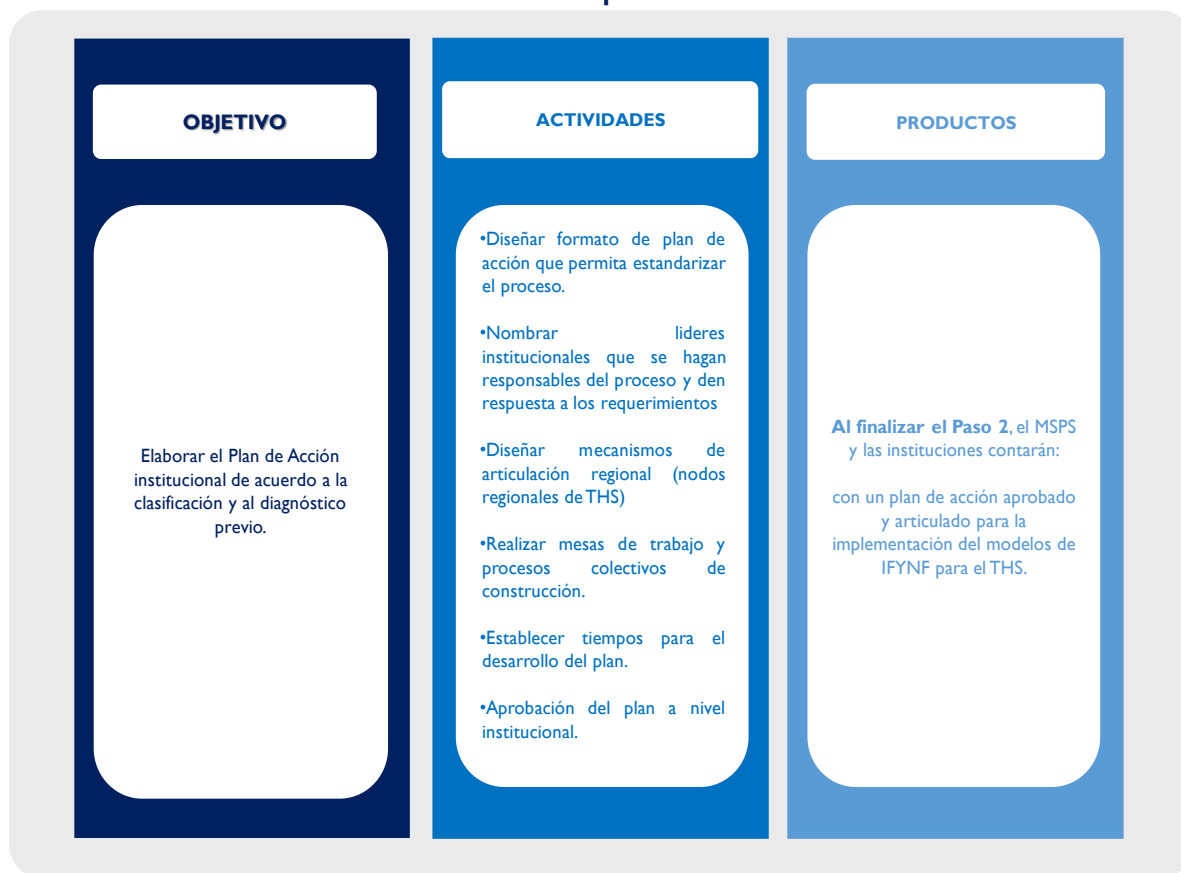 OBJETIVO
Elaborar el Plan de Acción
institucional de acuerdo a la
clasificación y al diagnóstico
previo.
ACTIVIDADES
•Diseñar formato de plan de
acción que permita estandarizar
el proceso.
•Nombrar lideres
institucionales que se hagan
responsables del proceso y den
respuesta a los requerimientos
•Diseñar mecanismos de
articulación regional (nodos
regionales de THS)
•Realizar mesas de trabajo y
procesos colectivos de
construcción.
•Establecer tiempos para el
desarrollo del plan.
•Aprobación del plan a nivel
institucional.
PRODUCTOS
Al finalizar el Paso 2, el MSPS
y las instituciones contarán:
con un plan de acción aprobado
y articulado para la
implementación del modelos de
IFYNF para el THS.